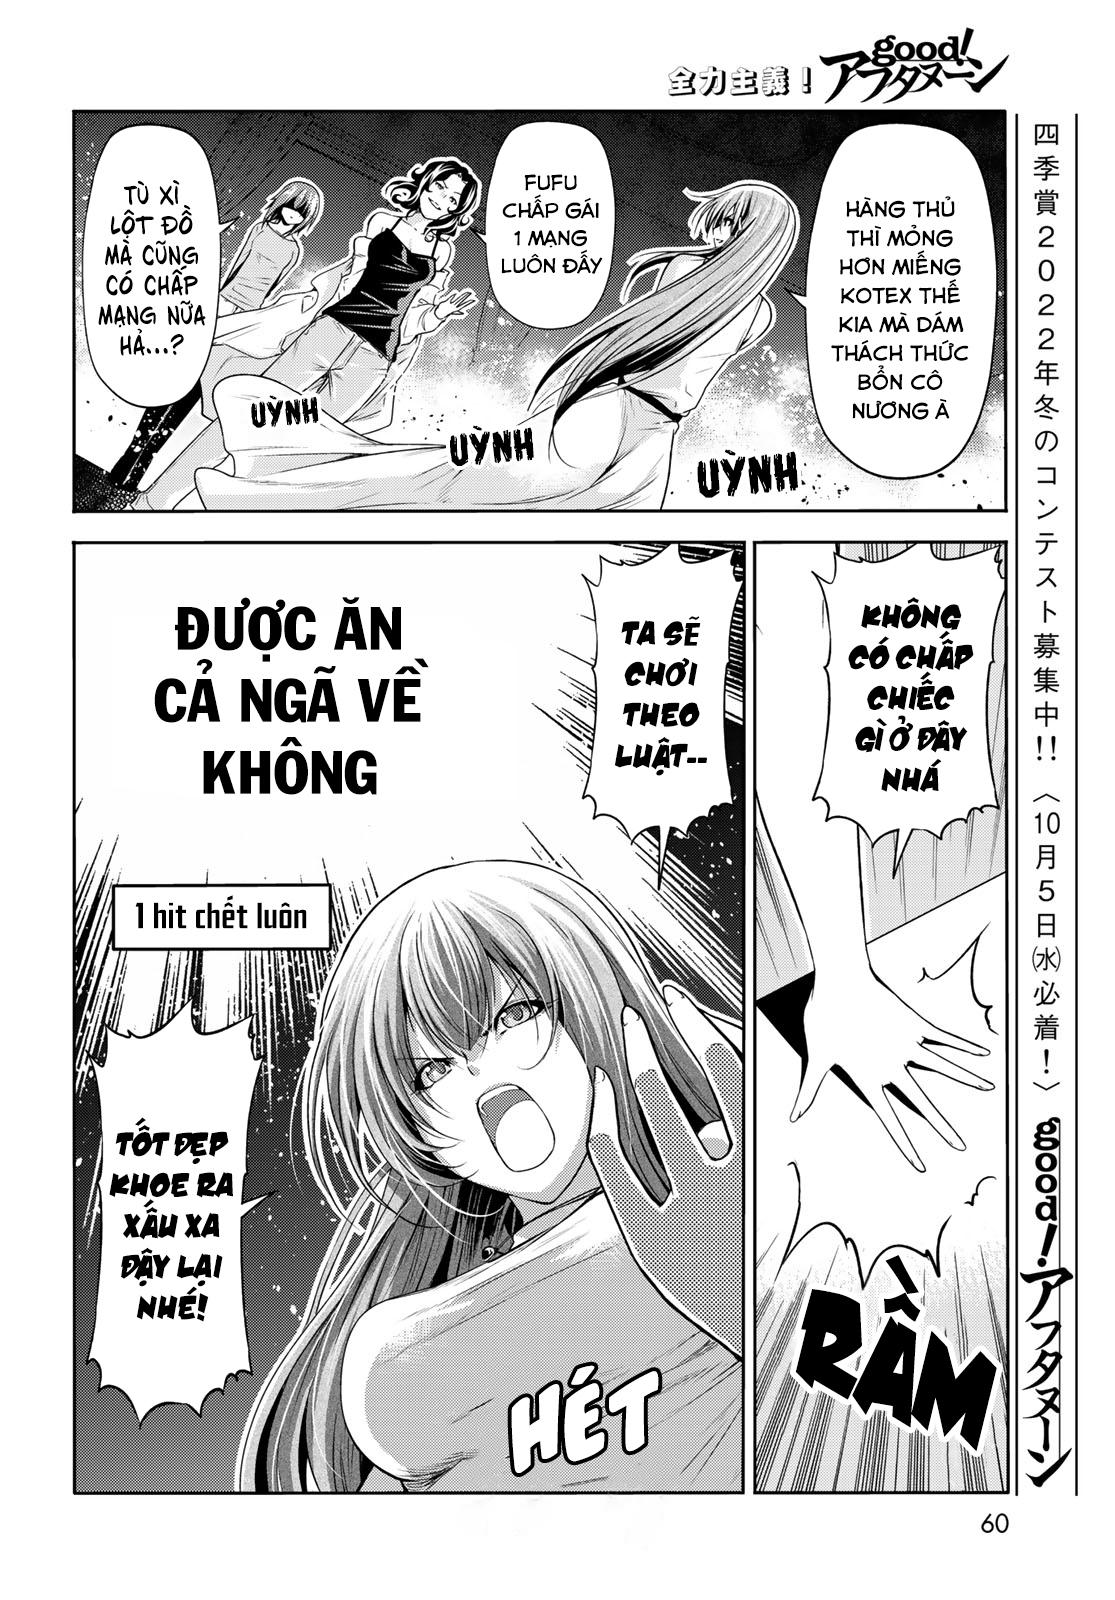 全力主義!
good!
アフタヌーン
HÀNG THỦ
THÌ MỎNG
HƠN MIẾNG
KOTEX THẾ
KIA MÀ DÁM
THÁCH THỨC
BỔN CÔ
NƯƠNG À
FUFU
CHẤP GÁI
1 MẠNG
LUÔN ĐẤY
TÙ XÌ
LỘT ĐỒ
MÀ CŨNG
CÓ CHẤP
MẠNG NỮA
HẢ...?
UỲNH
UỲNH
UỲNH
KHÔNG
CÓ CHẤP
CHIẾC
GÌ Ở ĐÂY
NHÁ
RẦM
TA SẼ
CHƠI
THEO
LUẬT--
ĐƯỢC ĂN
CẢ NGÃ VỀ
KHÔNG
1 hit chết luôn
TỐT ĐẸP
KHOE RA
XẤU XA
ĐẬY LẠI
NHÉ!
HÉT
四季賞2022年冬のコンテスト募集中!!〈10月5日㈬必着!〉
good!アフタヌーン
60